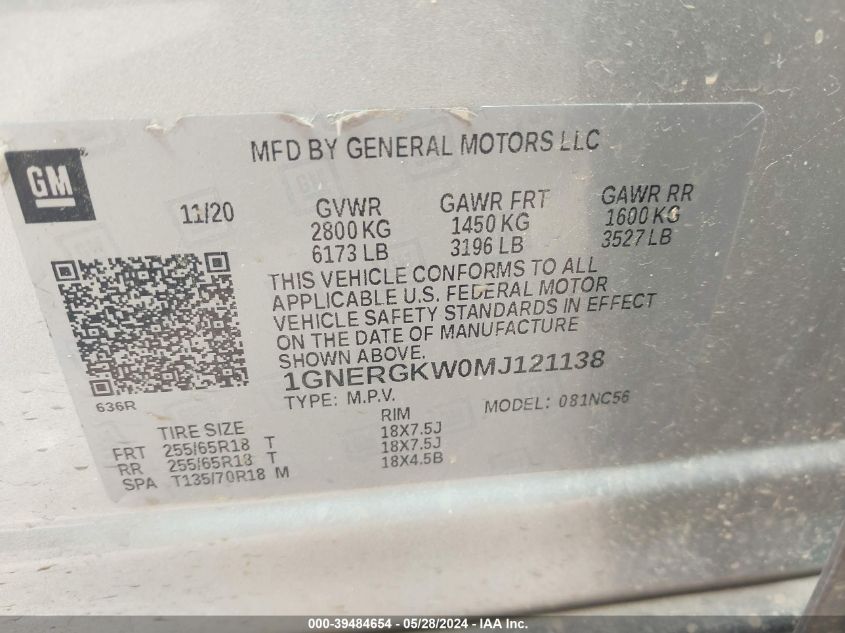 MFD BY GENERAL MOTORS LLC
GM
11/20 GVWR GAWR FRT GAWR RR
2800 KG 1450 KG 1600 KG
6173 LB 3196 LB 3527 LB
THIS VEHICLE CONFORMS TO ALL
APPLICABLE U.S. FEDERAL MOTOR
VEHICLE SAFETY STANDARDS IN EFFECT
ON THE DATE OF MANUFACTURE
SHOWN ABOVE.
1GNERGKW0MJ121138
TYPE: M.P.V. MODEL: 081NC56
636R
TIRE SIZE RIM
FRT 255/65R18 T 18X7.5J
RR 255/65R18 T 18X7.5J
SPA T135/70R18 M 18X4.5B
000-39484654 - 05/28/2024 - IAA Inc.